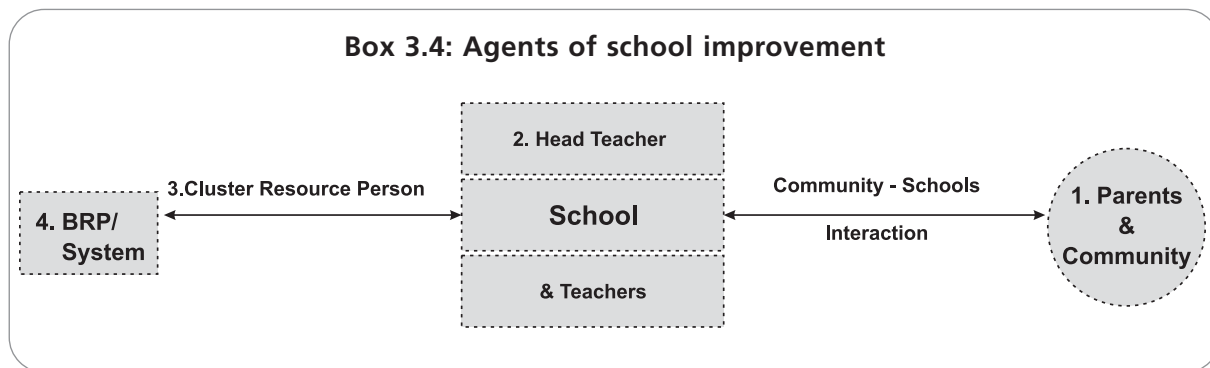 Box 3.4: Agents of school improvement
2. Head Teacher
3.Cluster Resource Person
Community - Schools
1. Parents
&
Community
4. BRP/
System
School
Interaction
& Teachers